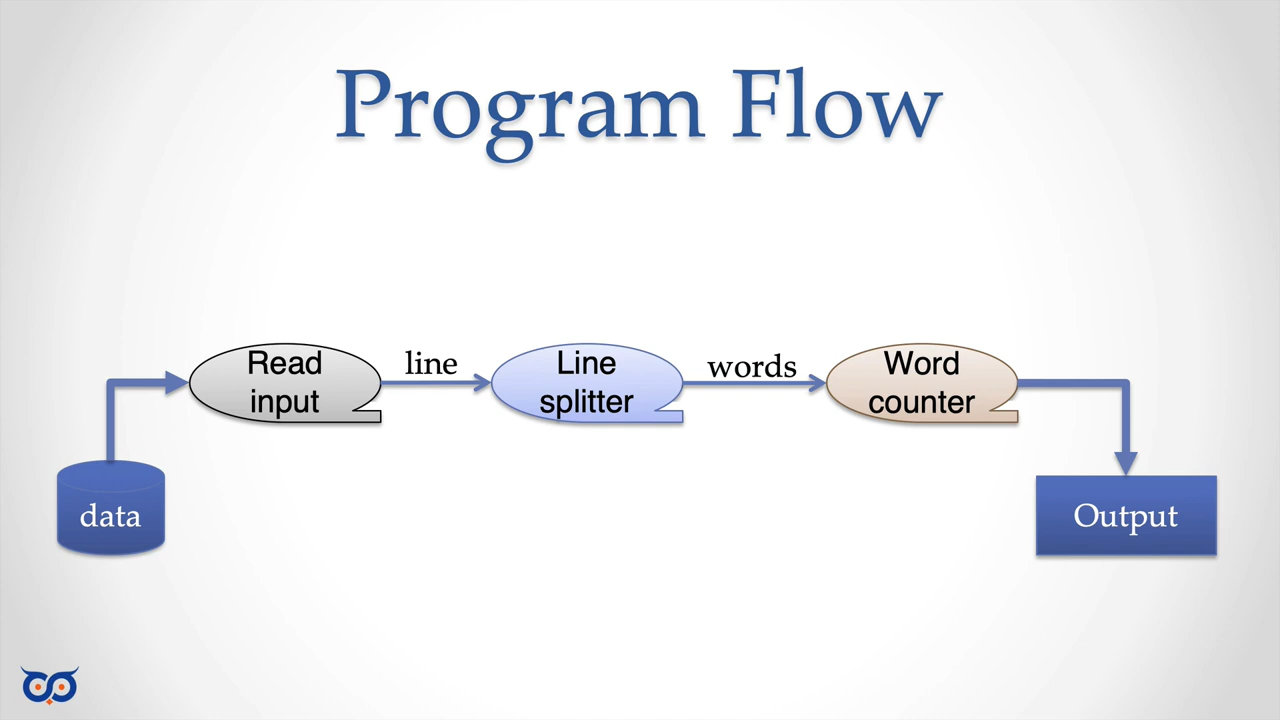 Program Flow
Read
input
line
Line
splitter
words
Word
counter
data
Output